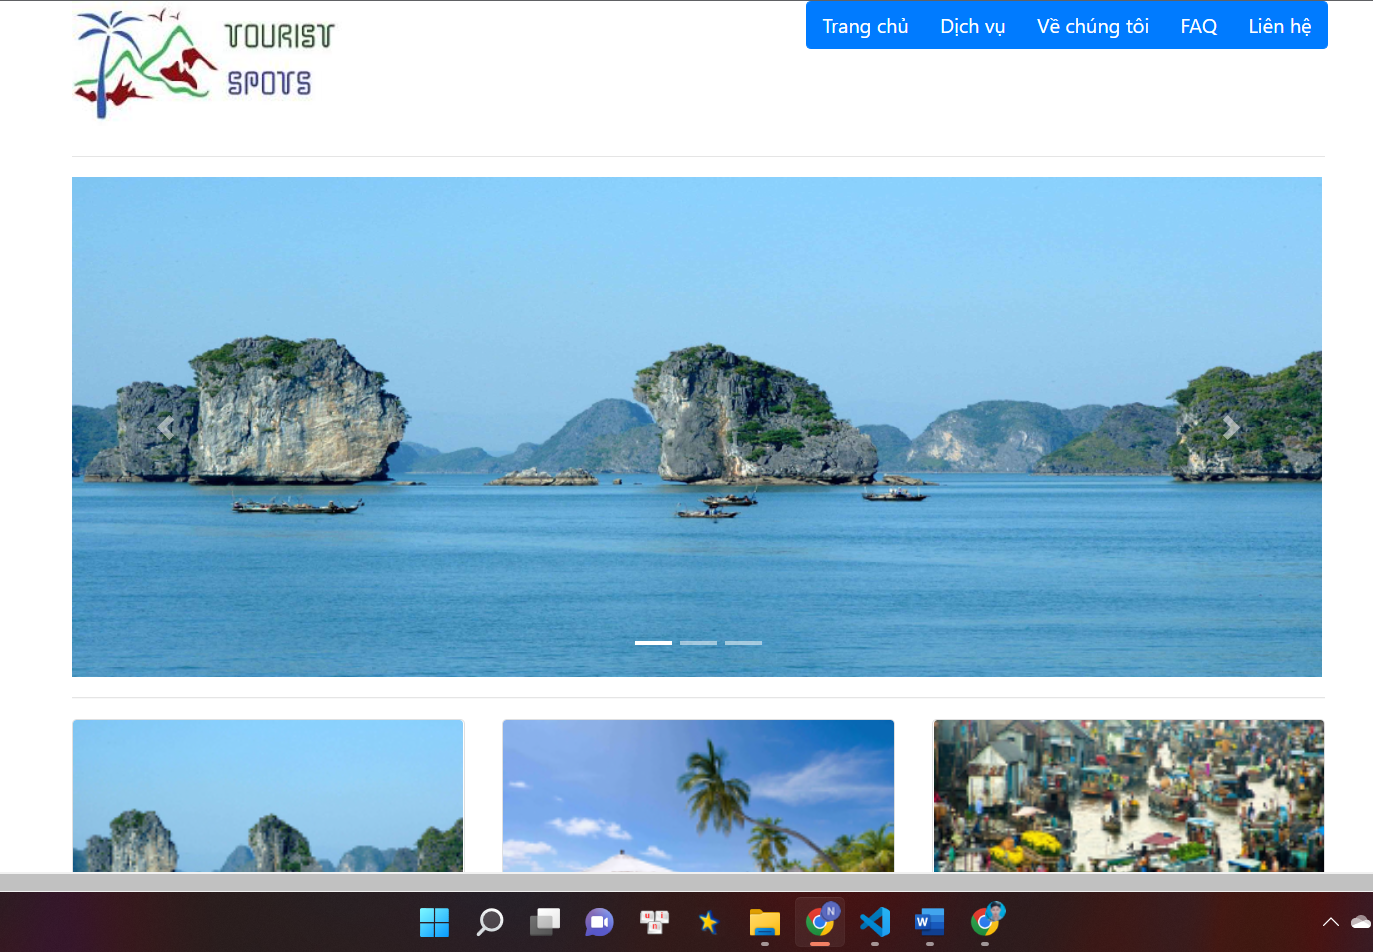 TOURIST
SPOTS
Trang chủ Dịch vụ Về chúng tôi FAQ Liên hệ
N
u i
n
W